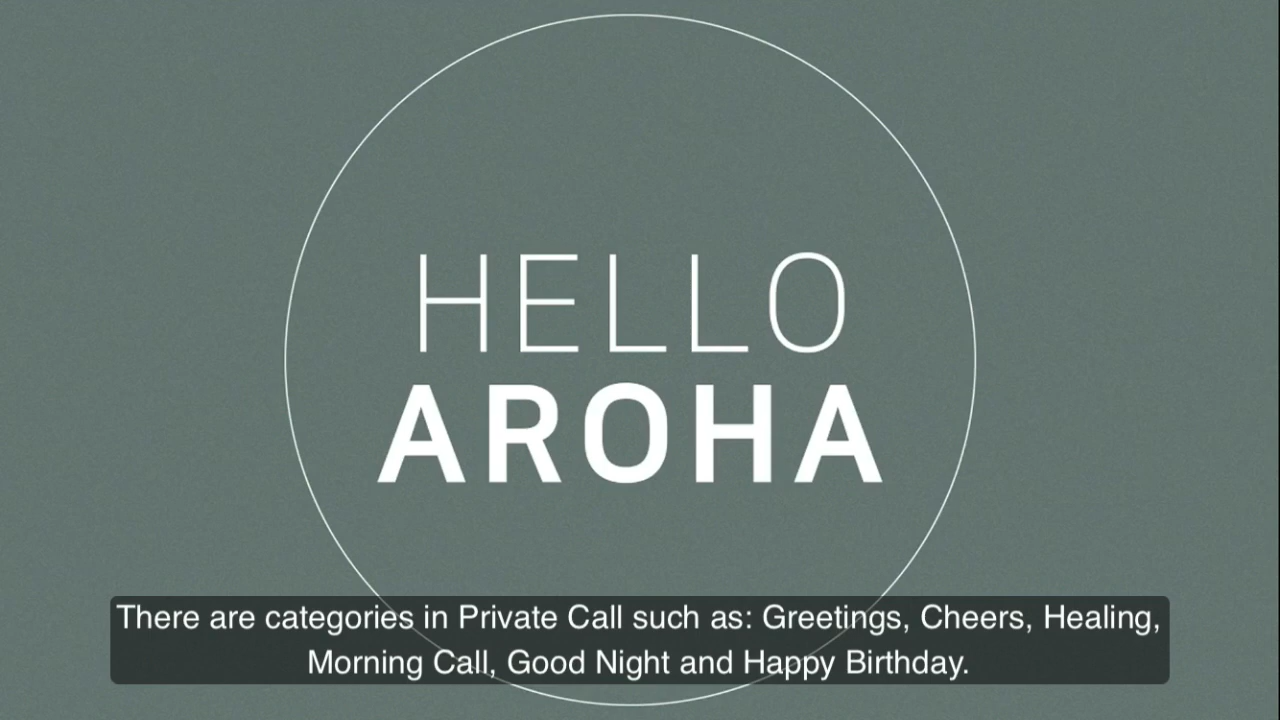 HELLO
AROHA
There are categories in Private Call such as: Greetings, Cheers, Healing,
Morning Call, Good Night and Happy Birthday.